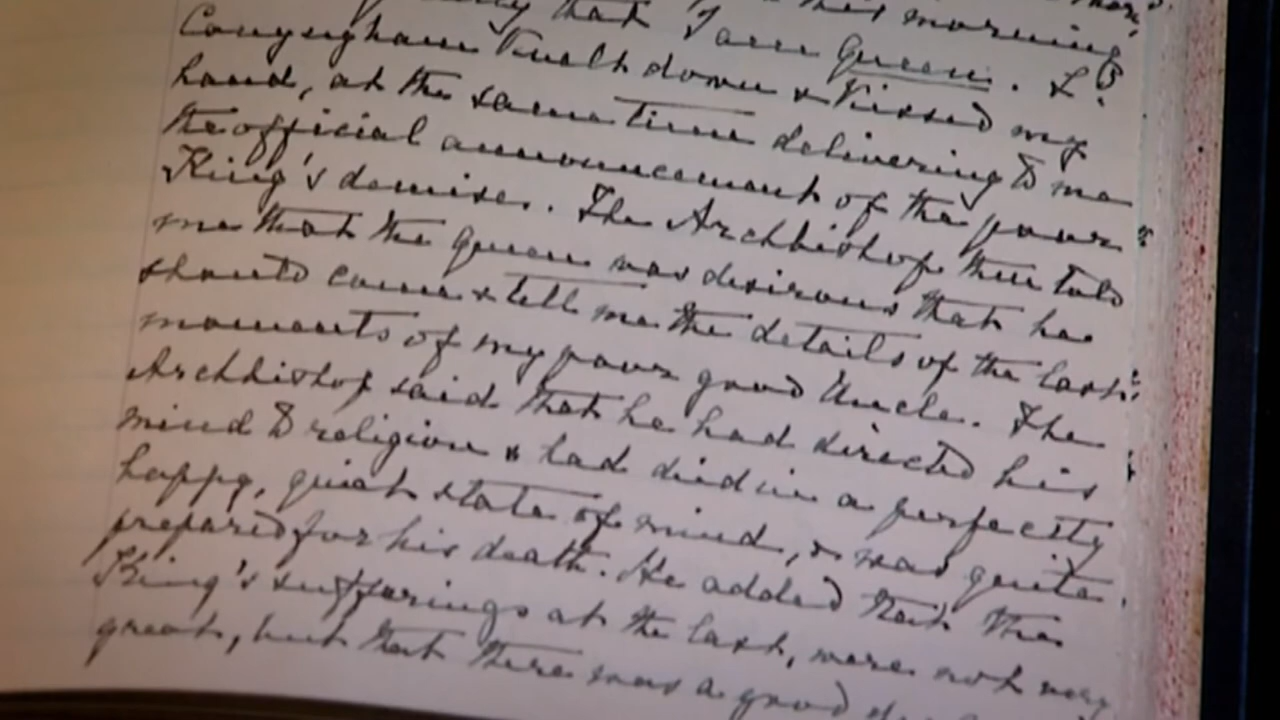 this morning
that I am Queen. Ld.
Conyngham knelt down & kissed my
hand, at the same time delivering to me
the official announcement of the poor
King's demise. The Archbishop then told
me that the Queen was desirous that he
should come & tell me the details of the last
moments of my poor good Uncle. The
Archbishop said that he had directed his
mind to religion & had died in a perfectly
happy, quiet state of mind, & was quite
prepared for his death. He added that the
King's sufferings at the last, were not very
great, but that there was a good